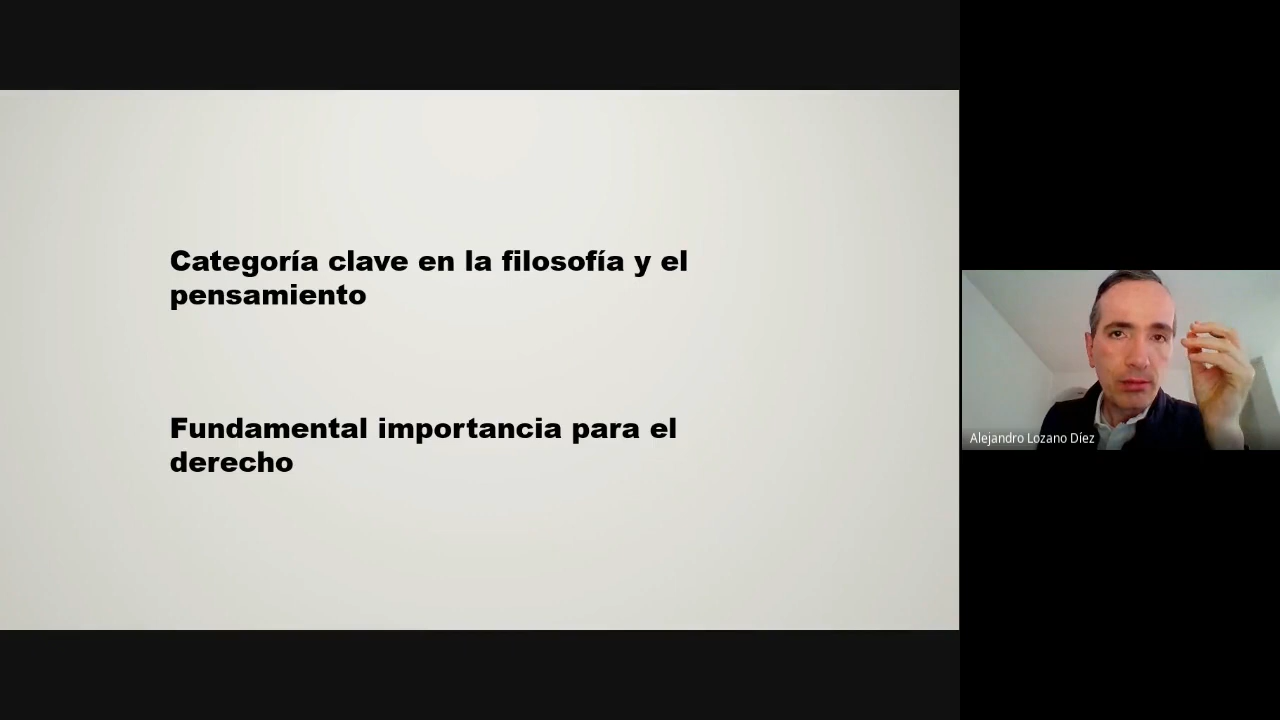 Categoría clave en la filosofía y el
pensamiento
Fundamental importancia para el
derecho
Alejandro Lozano Díez